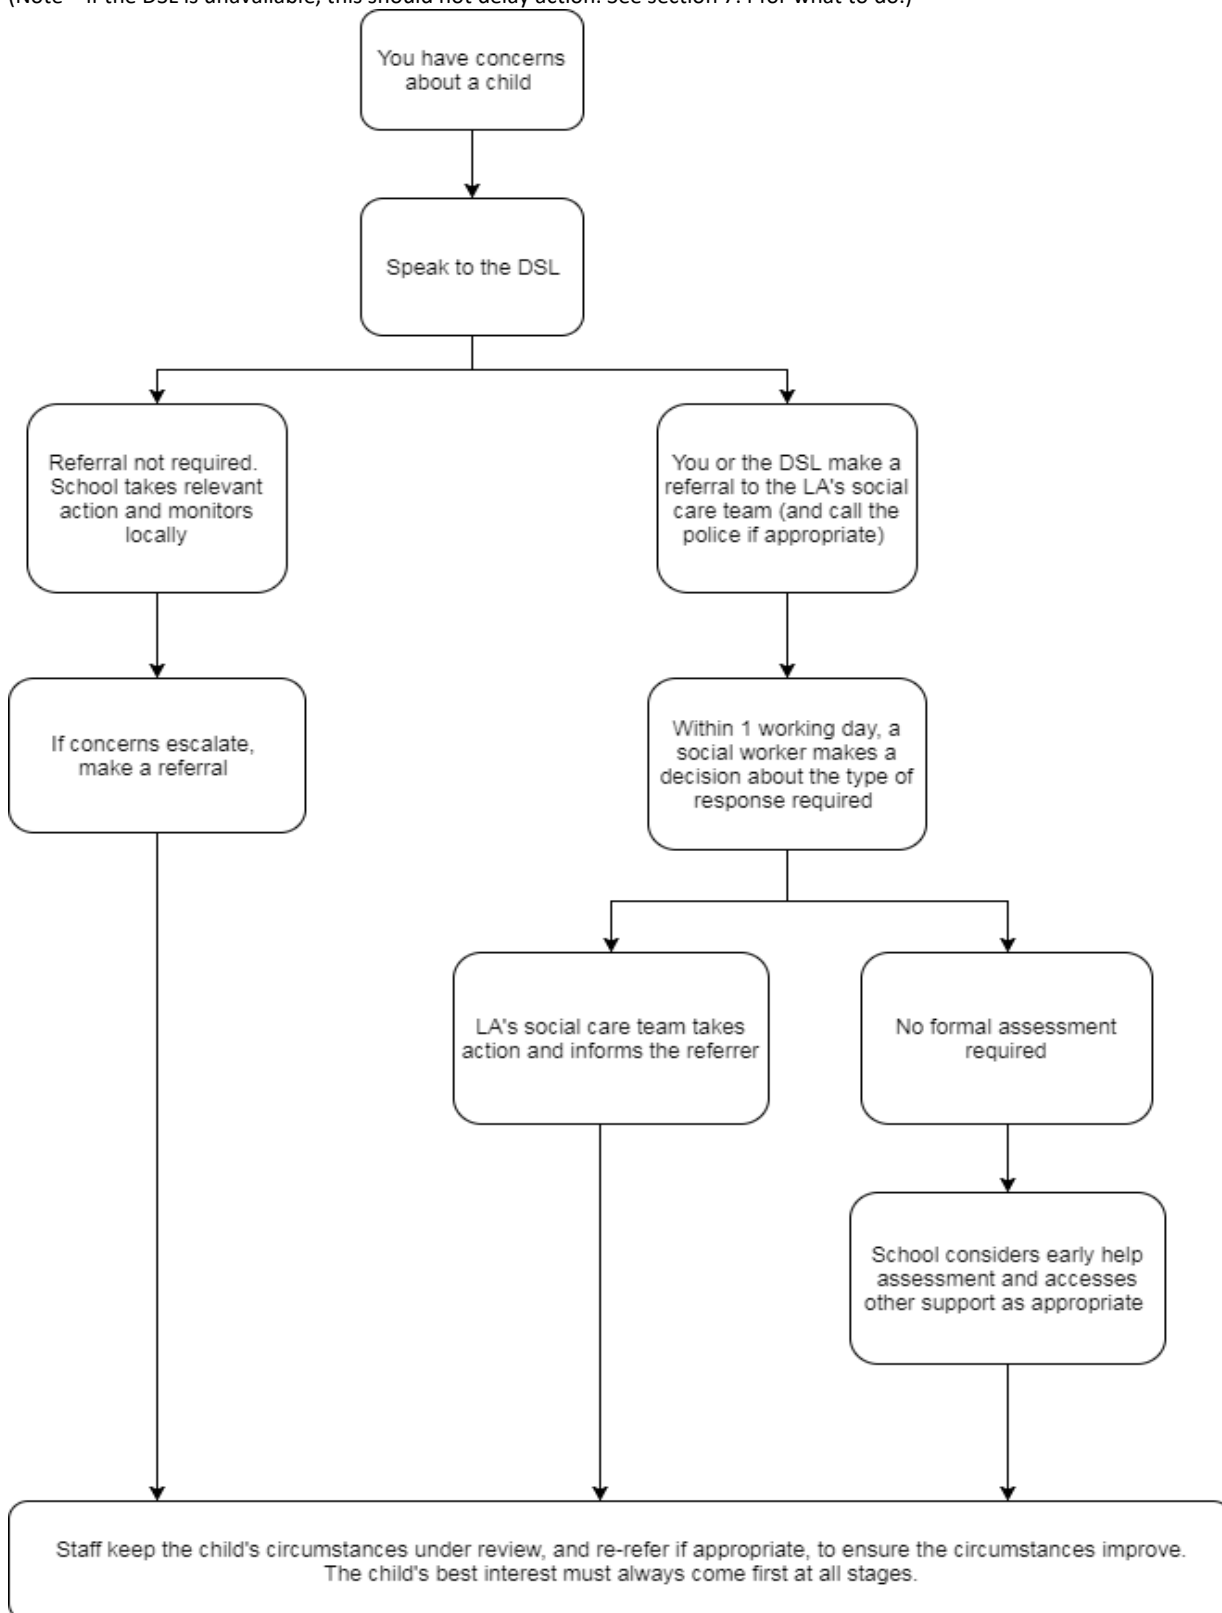 (Note – if the DSL is unavailable, this should not delay action. See section 7.4 for what to do.)
You have concerns
about a child
Speak to the DSL
Referral not required.
School takes relevant
action and monitors
locally
You or the DSL make a
referral to the LA's social
care team (and call the
police if appropriate)
If concerns escalate,
make a referral
Within 1 working day, a
social worker makes a
decision about the type of
response required
LA's social care team takes
action and informs the referrer
No formal assessment
required
School considers early help
assessment and accesses
other support as appropriate
Staff keep the child's circumstances under review, and re-refer if appropriate, to ensure the circumstances improve.
The child's best interest must always come first at all stages.